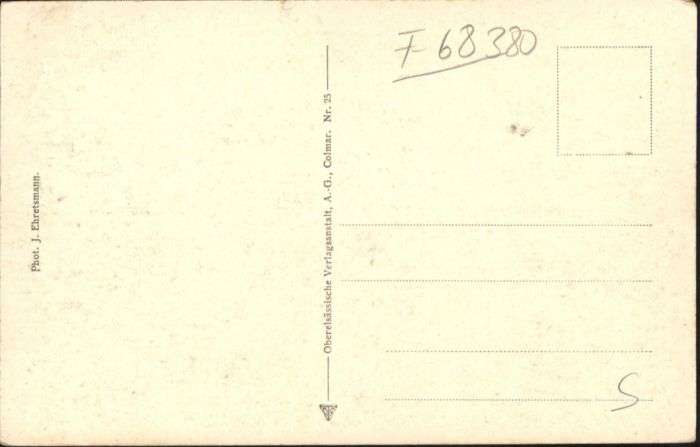 F 68380
Phot. J. Ehretsmann.
Oberelsässische Verlagsanstalt, A.-G., Colmar. Nr. 25
S